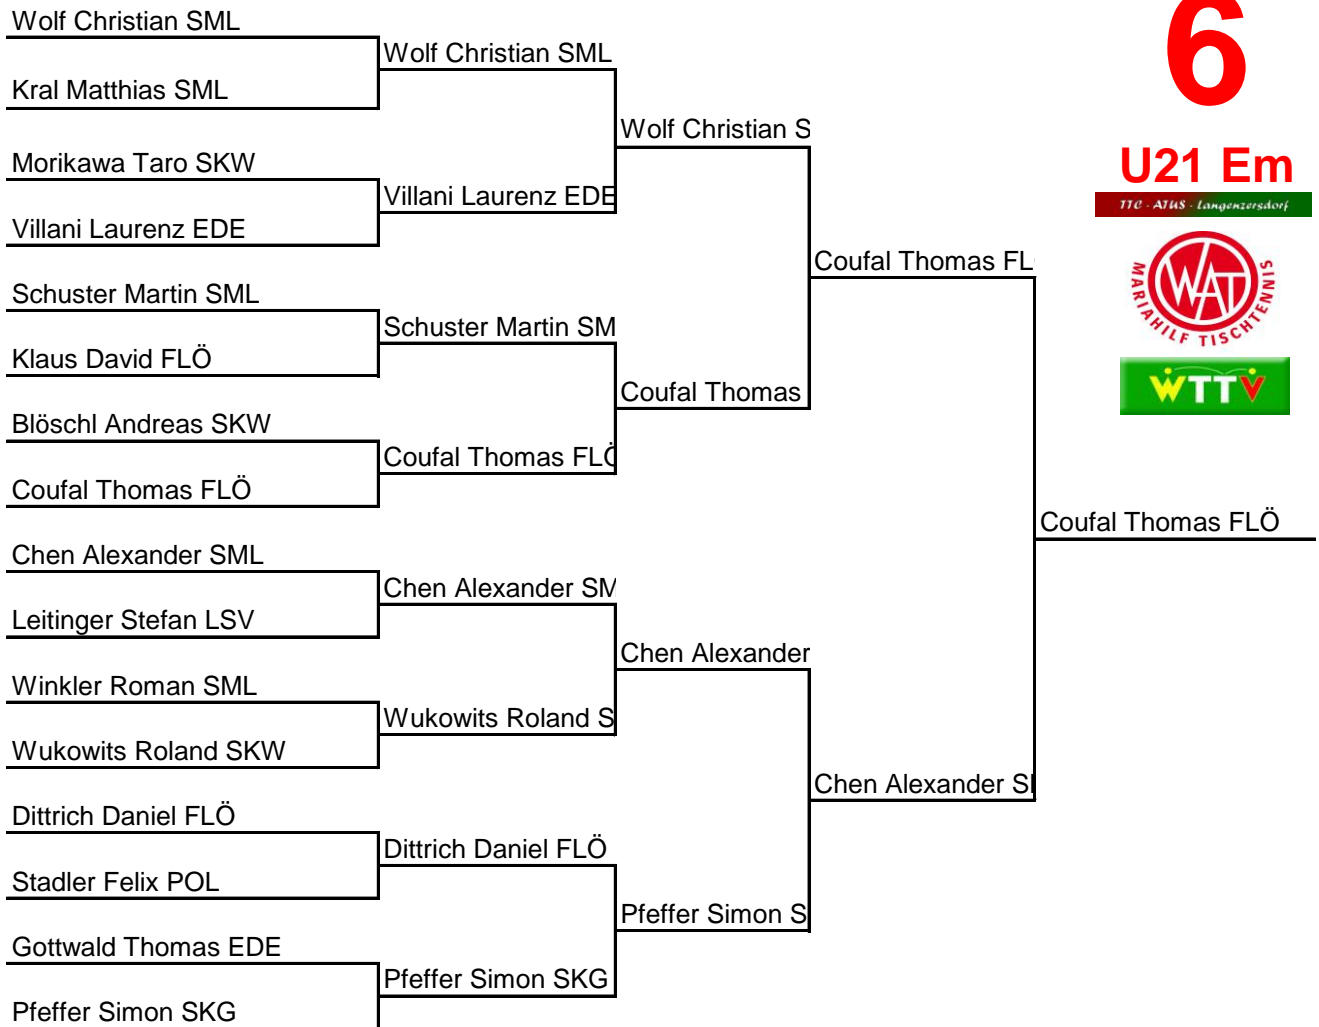 Wolf Christian SML
Kral Matthias SML
Morikawa Taro SKW
Villani Laurenz EDE
Schuster Martin SML
Klaus David FLÖ
Blöschl Andreas SKW
Coufal Thomas FLÖ
Chen Alexander SML
Leitinger Stefan LSV
Winkler Roman SML
Wukowits Roland SKW
Dittrich Daniel FLÖ
Stadler Felix POL
Gottwald Thomas EDE
Pfeffer Simon SKG
Wolf Christian SML
Villani Laurenz EDE
Schuster Martin SM
Coufal Thomas FLÖ
Chen Alexander SM
Wukowits Roland S
Dittrich Daniel FLÖ
Pfeffer Simon SKG
Wolf Christian S
Coufal Thomas
Chen Alexander
Pfeffer Simon S
Coufal Thomas FL
Chen Alexander S
Coufal Thomas FLÖ
6
U21 Em
TTC - ATUS - Langenzersdorf
WAT
MARIAHILF TISCHTENNIS
WTTV